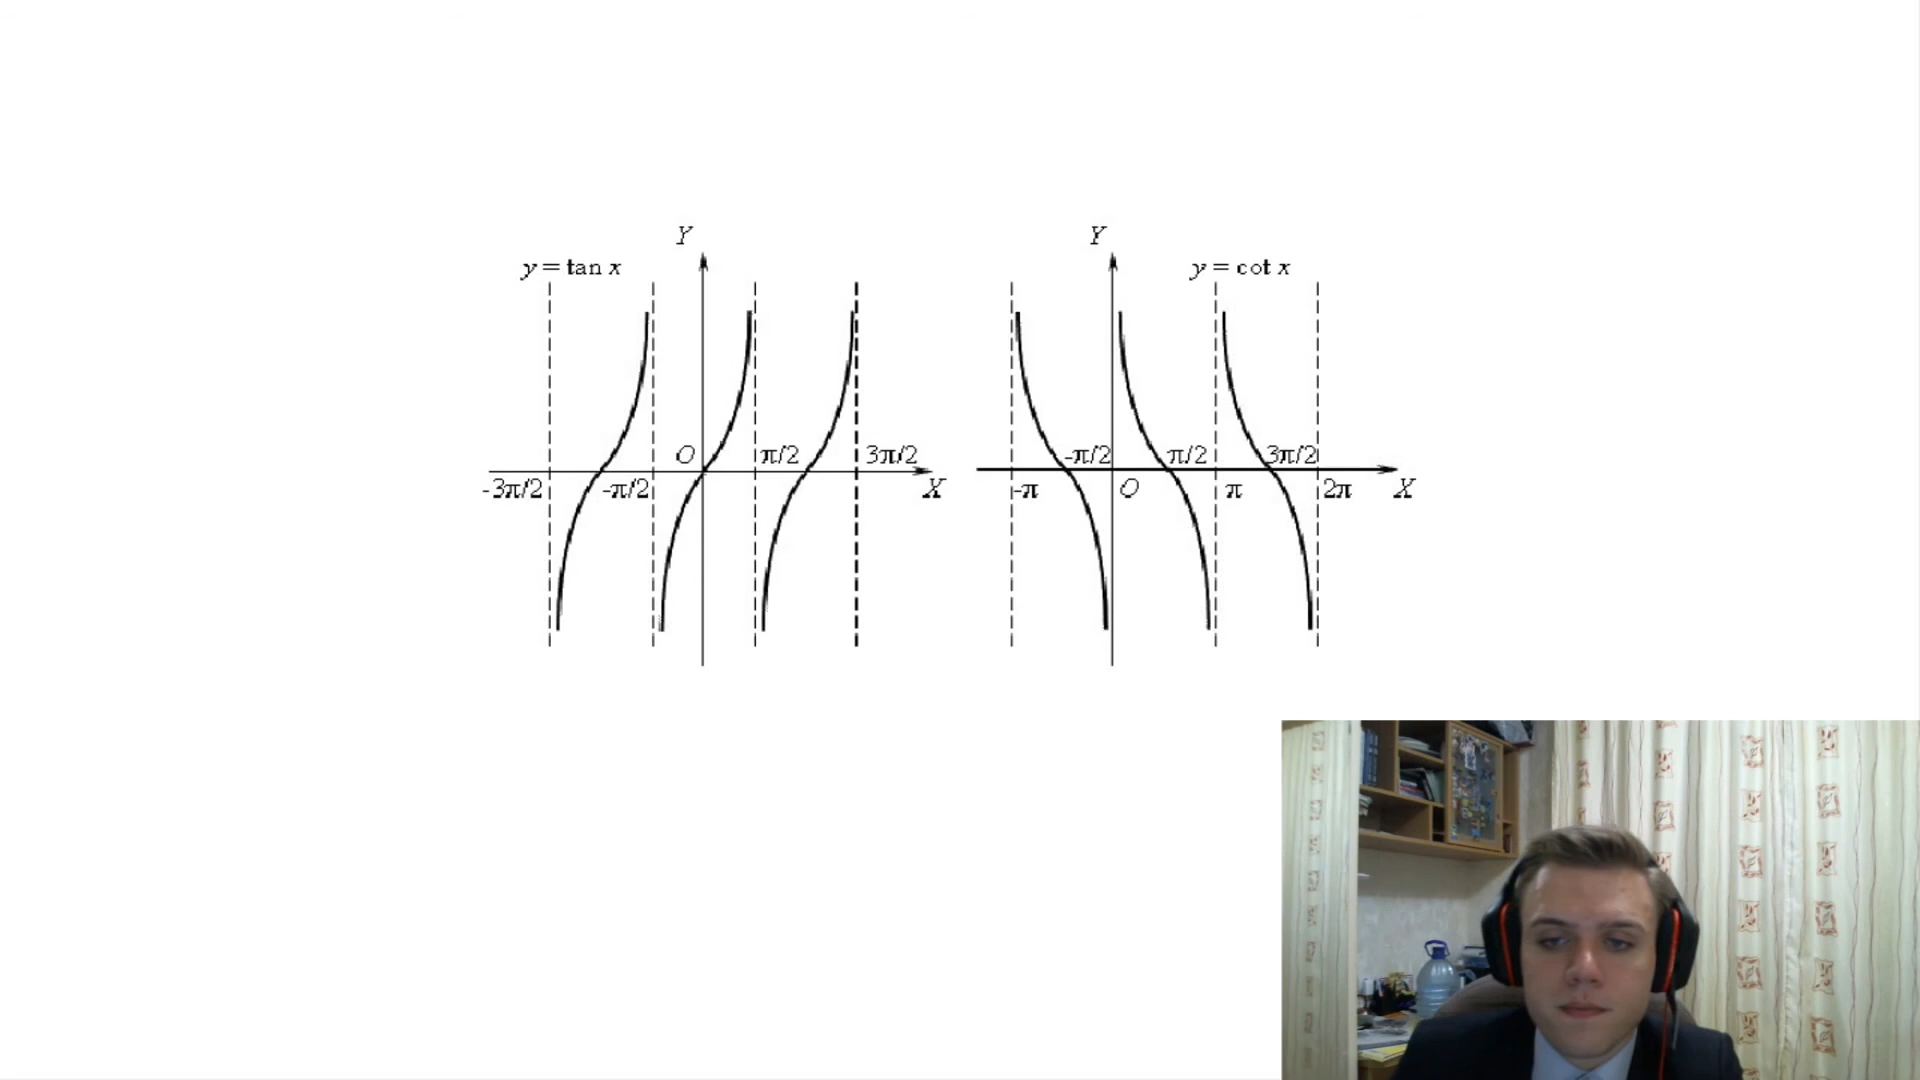 Y
y = tan x
O
π/2
3π/2
-3π/2
-π/2
X
Y
y = cot x
-π/2
π/2
3π/2
-π
O
π
2π
X